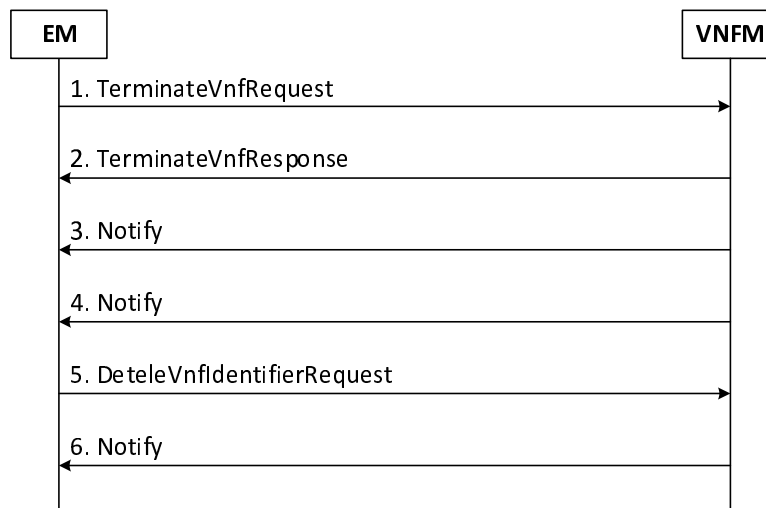 EM
VNFM
1. TerminateVnfRequest
2. TerminateVnfResponse
3. Notify
4. Notify
5. DeteleVnfIdentifierRequest
6. Notify